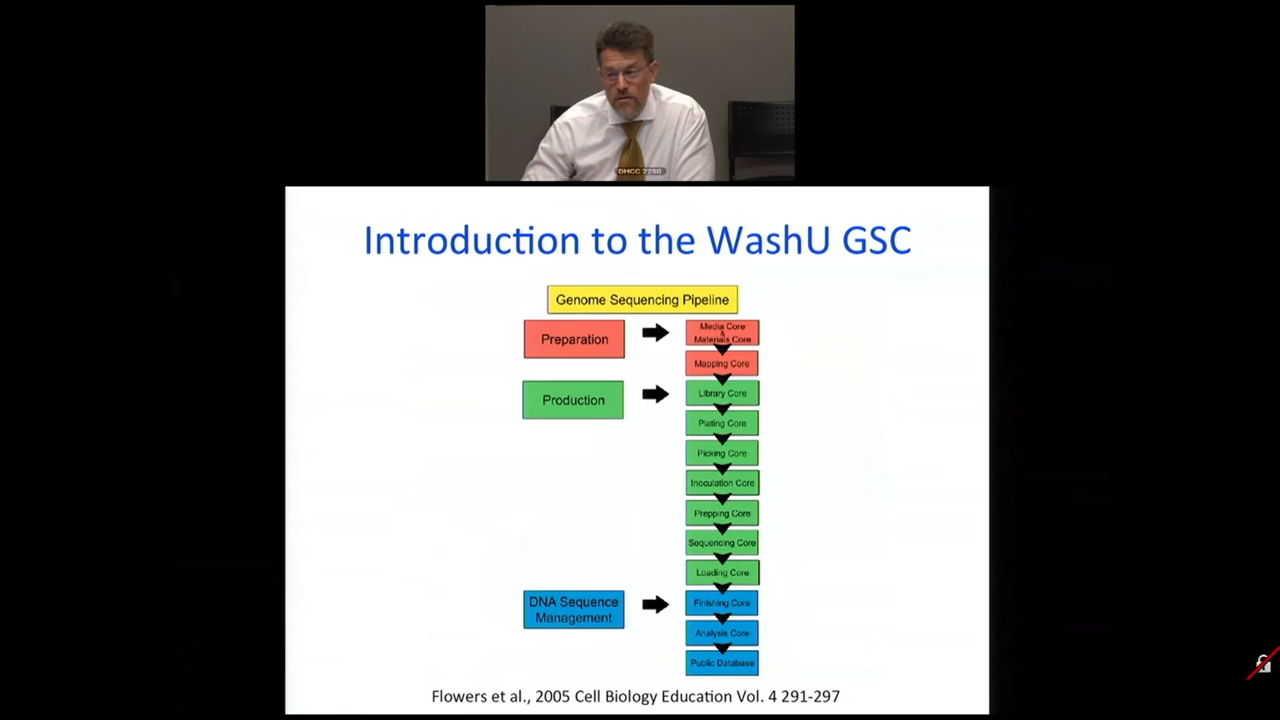 DHCC 2250
Introduction to the WashU GSC
Genome Sequencing Pipeline
Preparation
Media Core
&
Materials Core
Mapping Core
Production
Library Core
Plating Core
Picking Core
Inoculation Core
Prepping Core
Sequencing Core
Loading Core
DNA Sequence
Management
Finishing Core
Analysis Core
Public Database
Flowers et al., 2005 Cell Biology Education Vol. 4 291-297